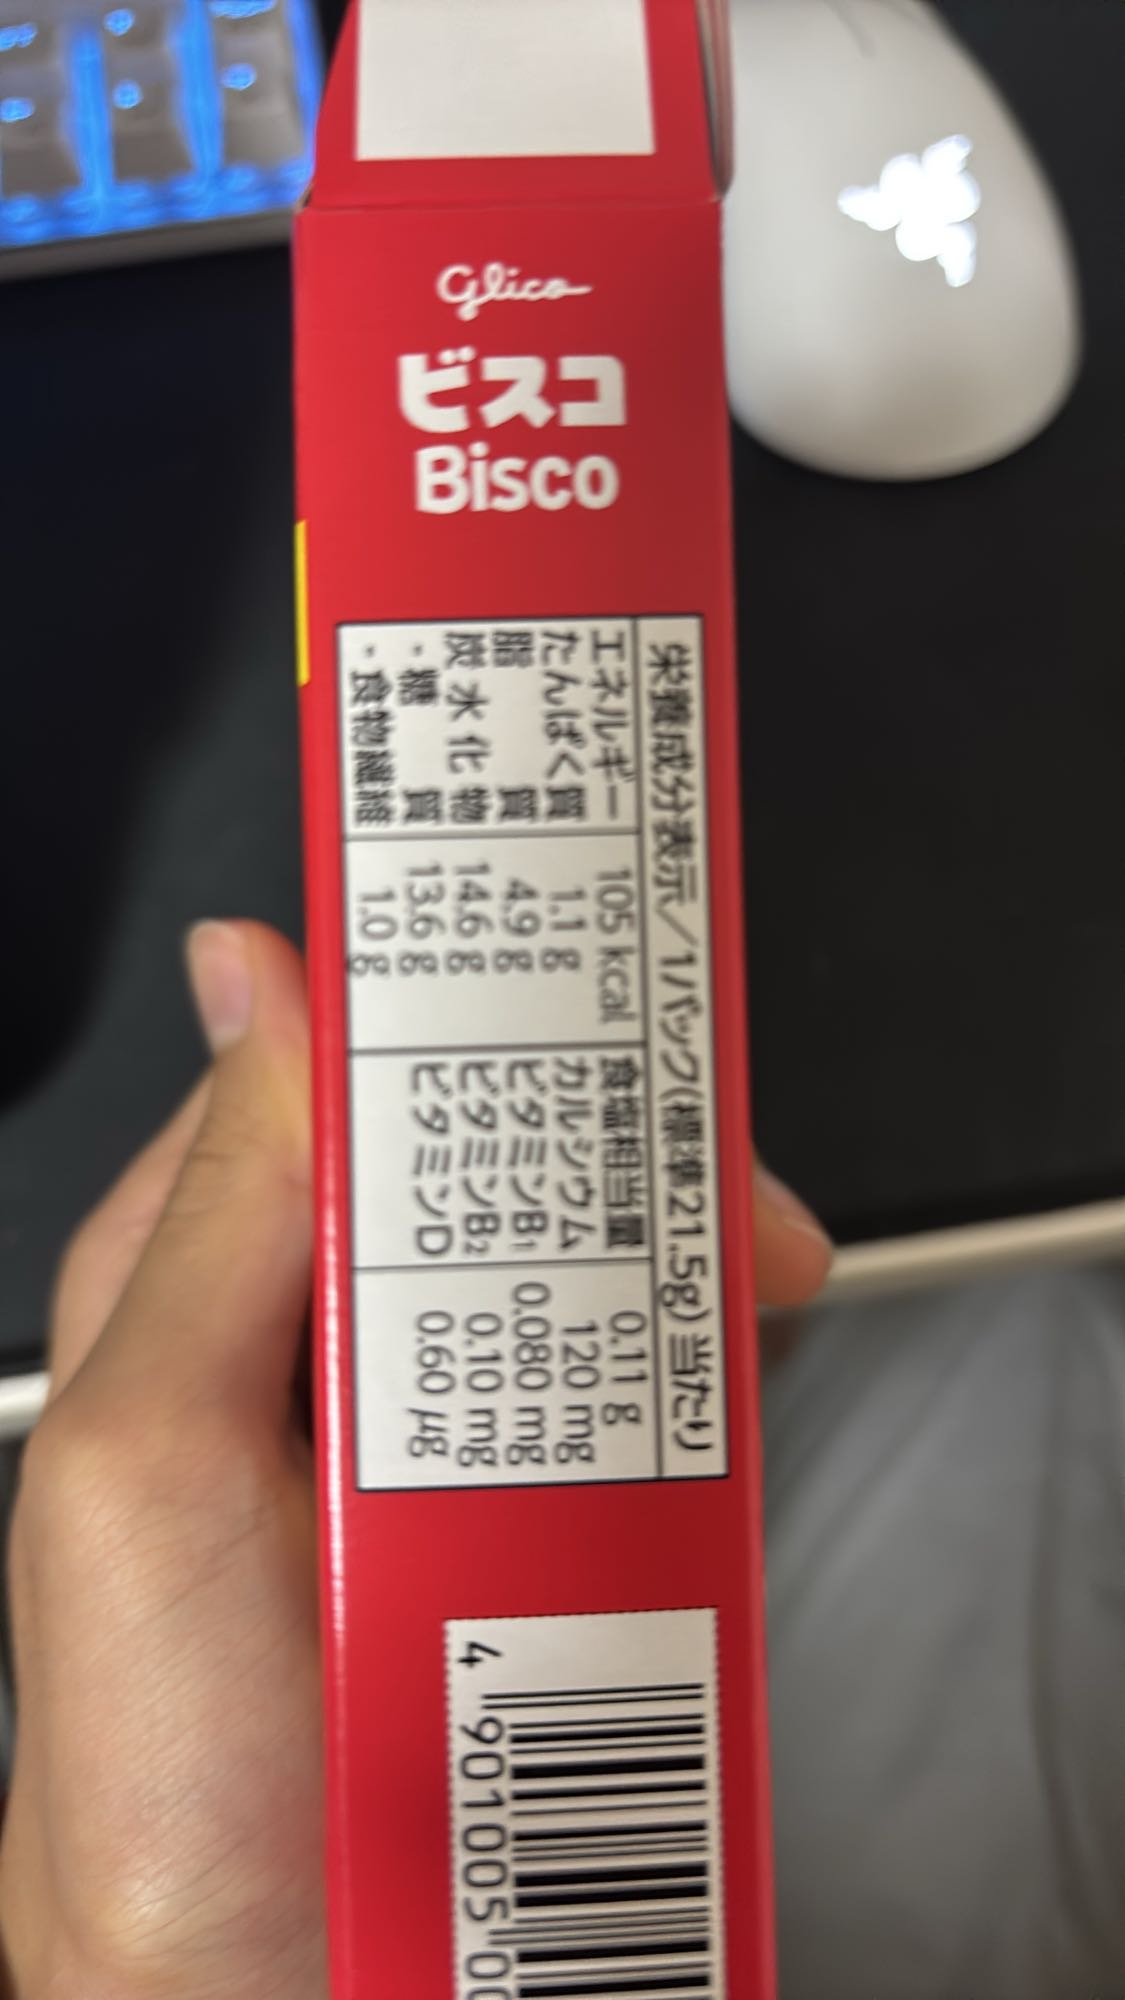 Glico
ビスコ
Bisco
栄養成分表示／1パック(標準21.5g)当たり
エネルギー 105 kcal
たんぱく質 1.1 g
脂質 4.9 g
炭水化物 14.6 g
・糖質 13.6 g
・食物繊維 1.0 g
食塩相当量 0.11 g
カルシウム 120 mg
ビタミンB1 0.080 mg
ビタミンB2 0.10 mg
ビタミンD 0.60 μg
4 901005 00